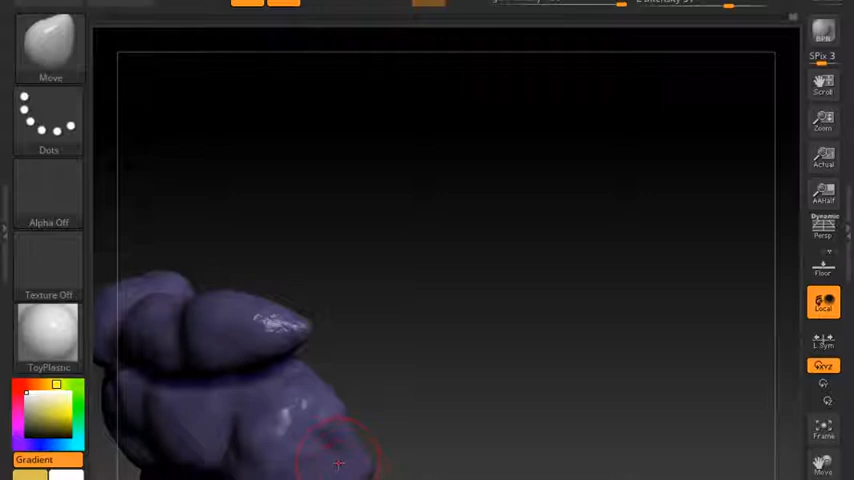 Move
BPR
SPix 3
Scroll
Zoom
Dots
Actual
AAHalf
Alpha Off
Dynamic
Persp
Floor
Texture Off
Local
L.Sym
ToyPlastic
XYZ
Frame
Gradient
Move